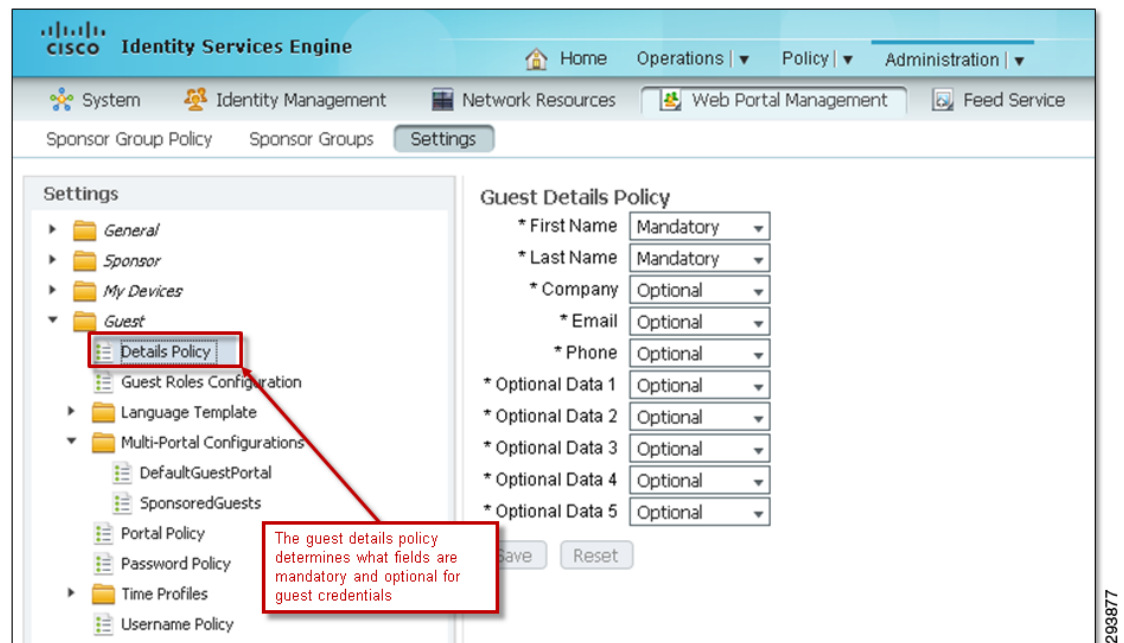 CISCO Identity Services Engine
Home Operations | ▼ Policy | ▼ Administration | ▼
System Identity Management Network Resources Web Portal Management Feed Service
Sponsor Group Policy Sponsor Groups Settings
Settings
General
Sponsor
My Devices
Guest
Details Policy
Guest Roles Configuration
Language Template
Multi-Portal Configurations
DefaultGuestPortal
SponsoredGuests
Portal Policy
Password Policy
Time Profiles
Username Policy
The guest details policy
determines what fields are
mandatory and optional for
guest credentials
Guest Details Policy
* First Name Mandatory
* Last Name Mandatory
* Company Optional
* Email Optional
* Phone Optional
* Optional Data 1 Optional
* Optional Data 2 Optional
* Optional Data 3 Optional
* Optional Data 4 Optional
* Optional Data 5 Optional
Save Reset
293877